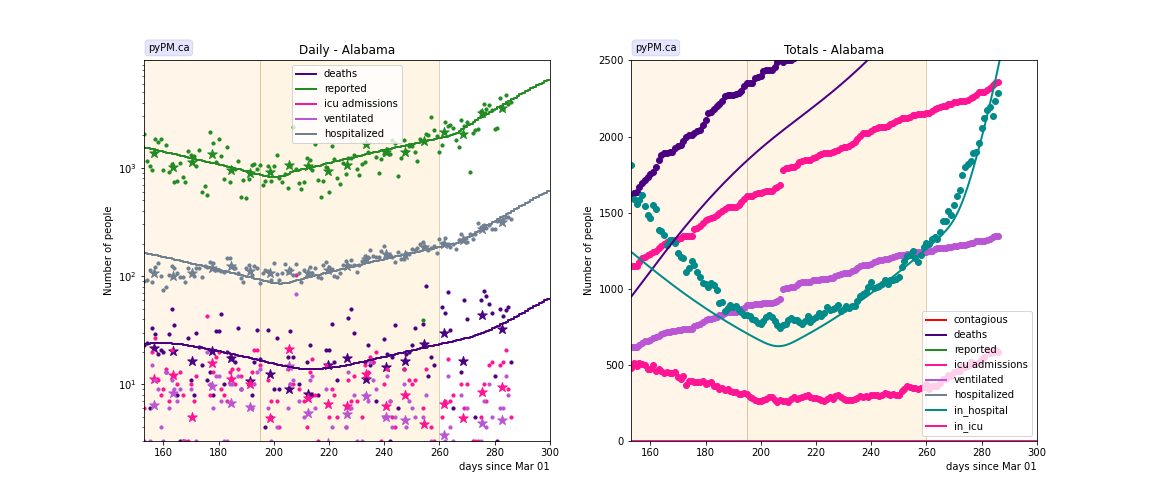 pyPM.ca
Daily - Alabama
deaths
reported
icu admissions
ventilated
hospitalized
10³
10²
10¹
Number of people
160
180
200
220
240
260
280
300
days since Mar 01
pyPM.ca
Totals - Alabama
2500
2000
1500
1000
500
0
Number of people
contagious
deaths
reported
icu admissions
ventilated
hospitalized
in_hospital
in_icu
160
180
200
220
240
260
280
300
days since Mar 01